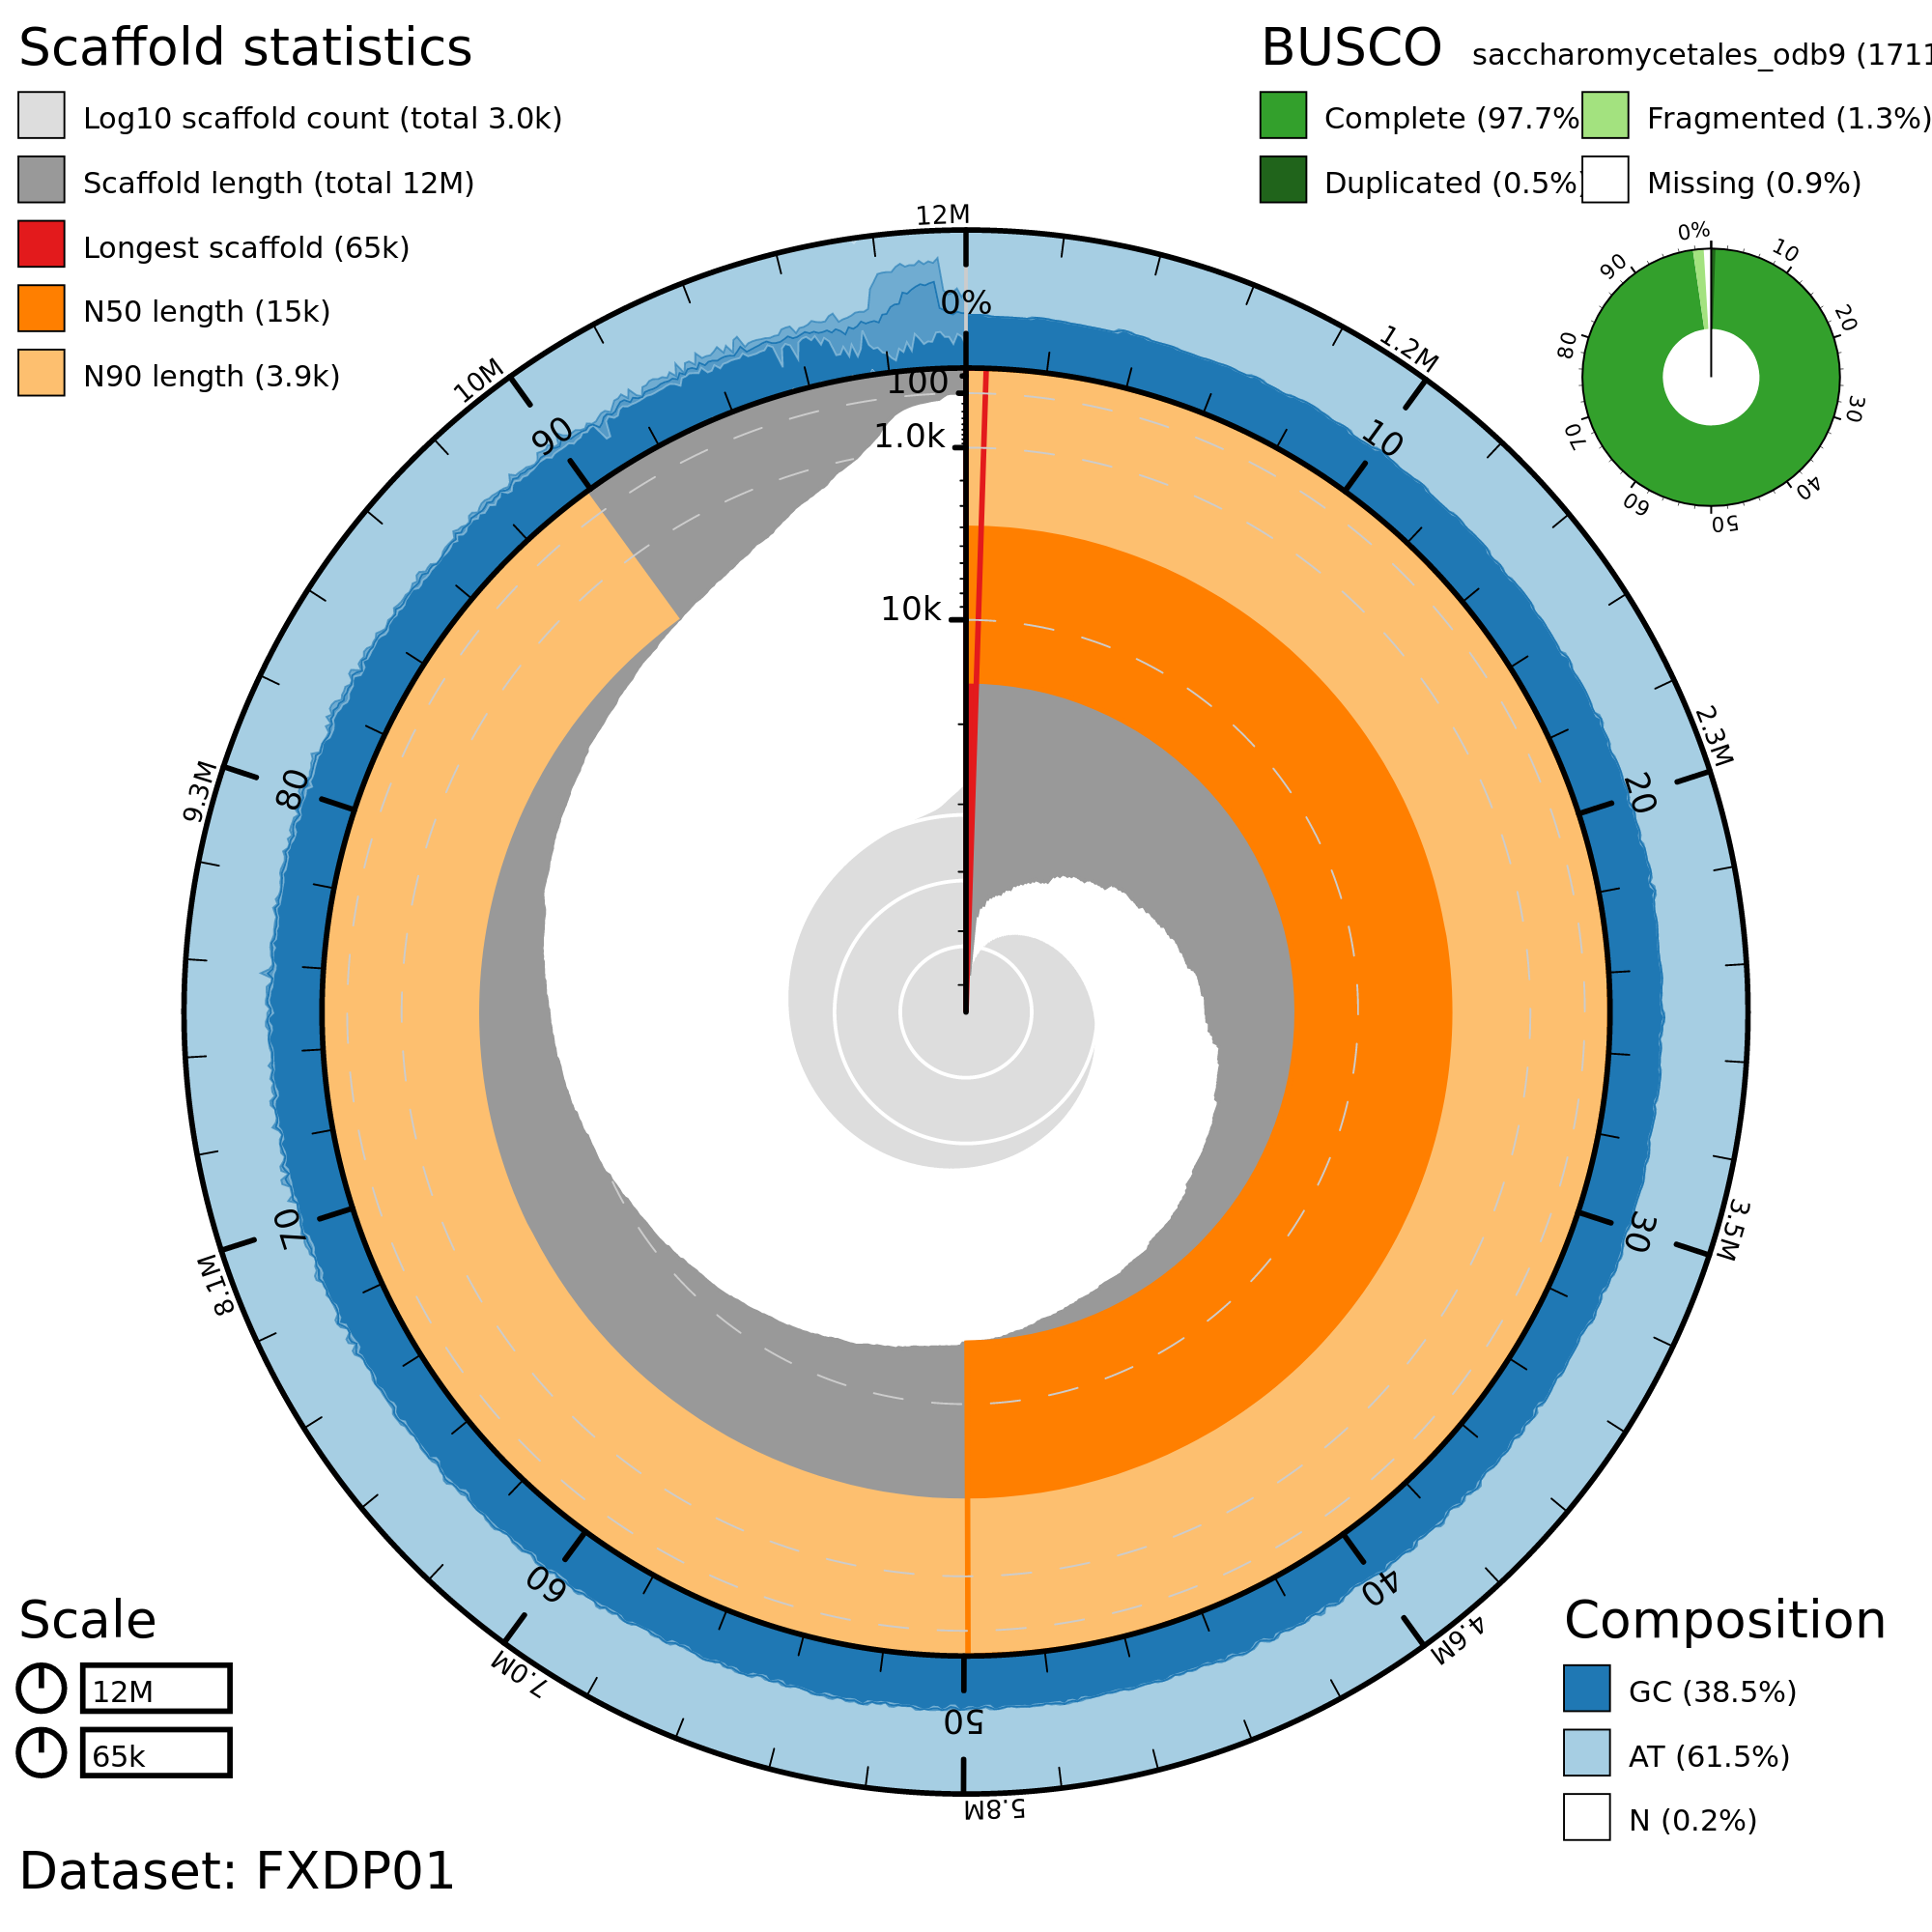 Scaffold statistics
Log10 scaffold count (total 3.0k)
Scaffold length (total 12M)
Longest scaffold (65k)
N50 length (15k)
N90 length (3.9k)
BUSCO saccharomycetales_odb9 (1711
Complete (97.7%
Fragmented (1.3%)
Duplicated (0.5%)
Missing (0.9%)
0%
10
20
30
40
50
60
70
80
90
12M
1.2M
2.3M
3.5M
4.6M
5.8M
7.0M
8.1M
9.3M
10M
0%
10
20
30
40
50
60
70
80
90
100
1.0k
10k
Scale
12M
65k
Composition
GC (38.5%)
AT (61.5%)
N (0.2%)
Dataset: FXDP01